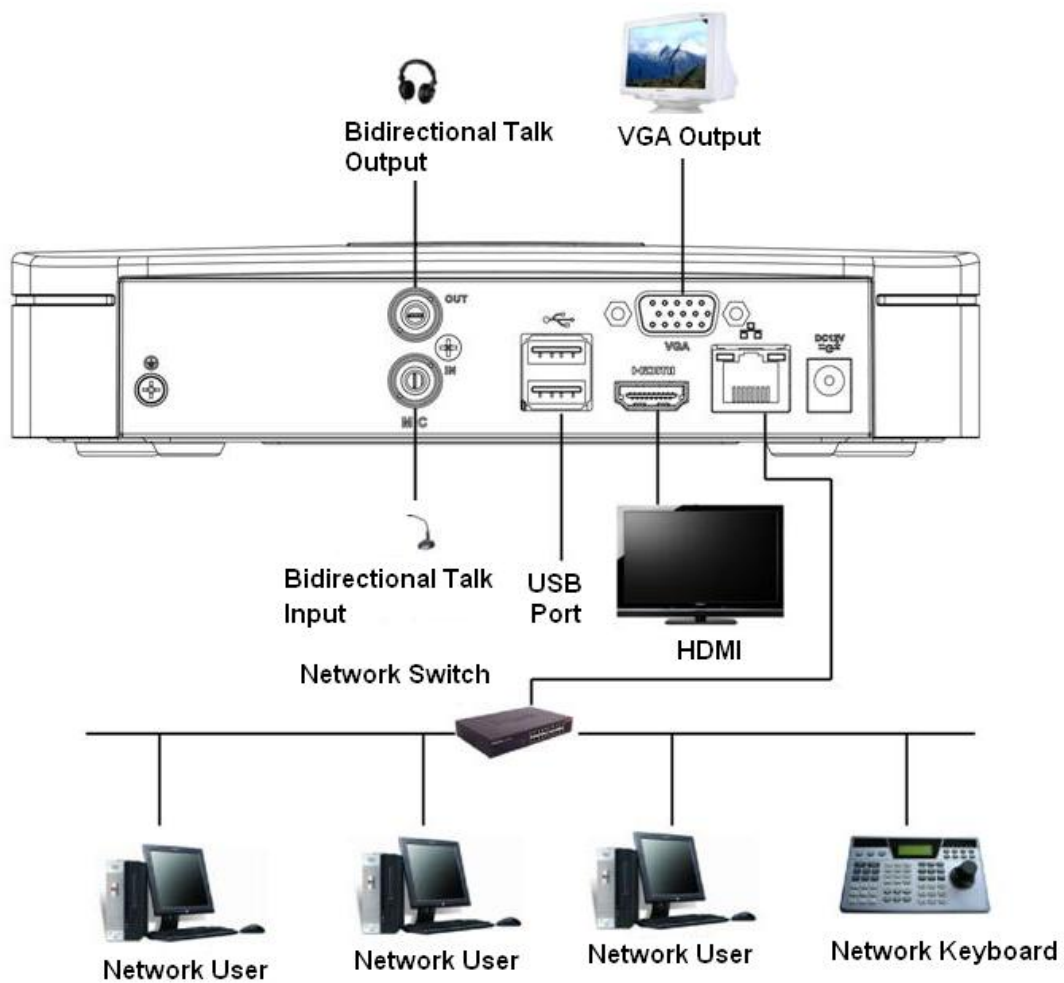 Bidirectional Talk
Output
VGA Output
OUT
IN
MIC
VGA
HDMI
DC12V
Bidirectional Talk
Input
USB
Port
HDMI
Network Switch
Network User
Network User
Network User
Network Keyboard